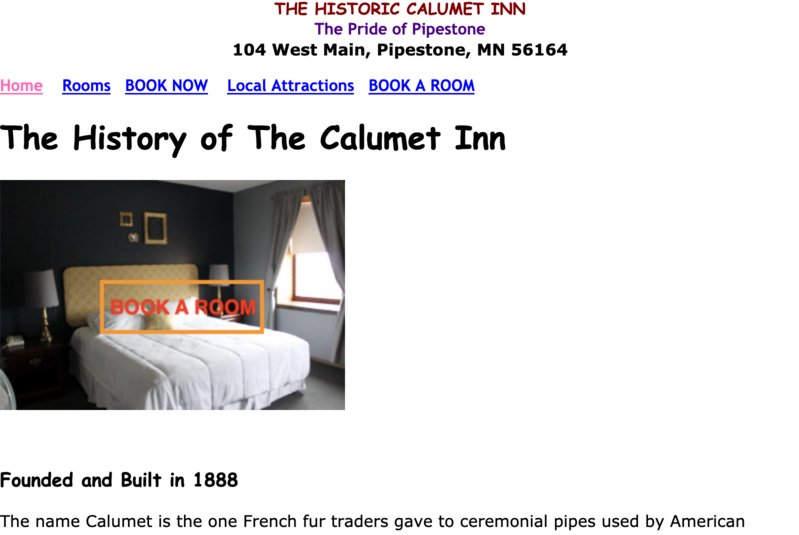 THE HISTORIC CALUMET INN
The Pride of Pipestone
104 West Main, Pipestone, MN 56164
Home Rooms BOOK NOW Local Attractions BOOK A ROOM
The History of The Calumet Inn
BOOK A ROOM
Founded and Built in 1888
The name Calumet is the one French fur traders gave to ceremonial pipes used by American